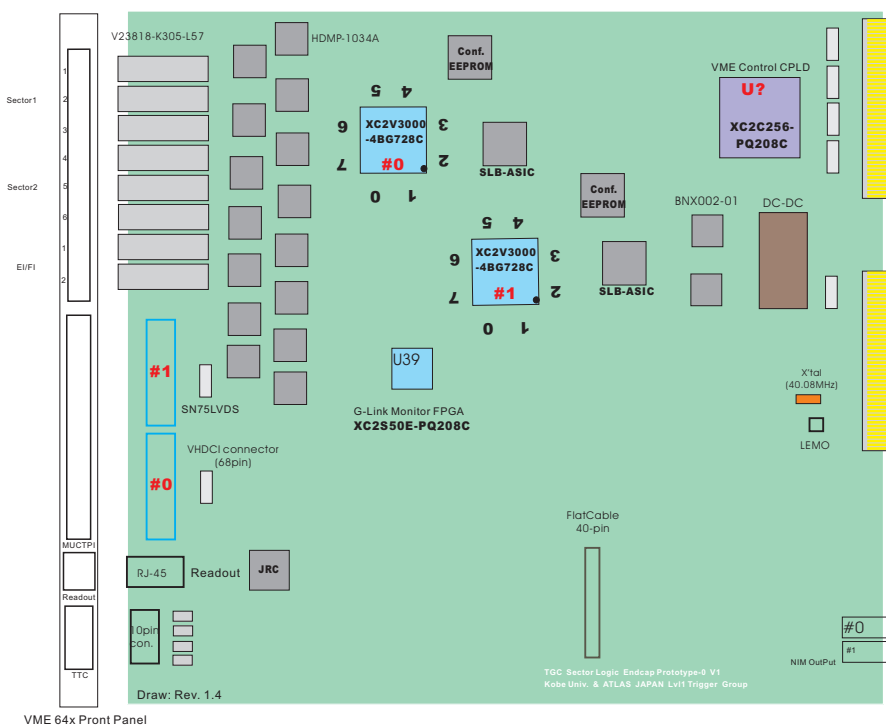 V23818-K305-L57
HDMP-1034A
Conf.
EEPROM
VME Control CPLD
U?
XC2C256-
PQ208C
1
Sector1
2
3
4
Sector2
5
6
1
EI/FI
2
5 4
6 3
XC2V3000
-4BG728C
#0
7 2
0 1
SLB-ASIC
Conf.
EEPROM
BNX002-01
DC-DC
5 4
6 3
XC2V3000
-4BG728C
#1
7 2
0 1
SLB-ASIC
#1
SN75LVDS
U39
G-Link Monitor FPGA
XC2S50E-PQ208C
X'tal
(40.08MHz)
LEMO
VHDCI connector
(68pin)
#0
FlatCable
40-pin
MUCTPI
RJ-45
Readout
JRC
Readout
10pin
con.
TTC
#0
#1
NIM OutPut
TGC Sector Logic Endcap Prototype-0 V1
Kobe Univ. & ATLAS JAPAN Lvl1 Trigger Group
Draw: Rev. 1.4
VME 64x Pront Panel